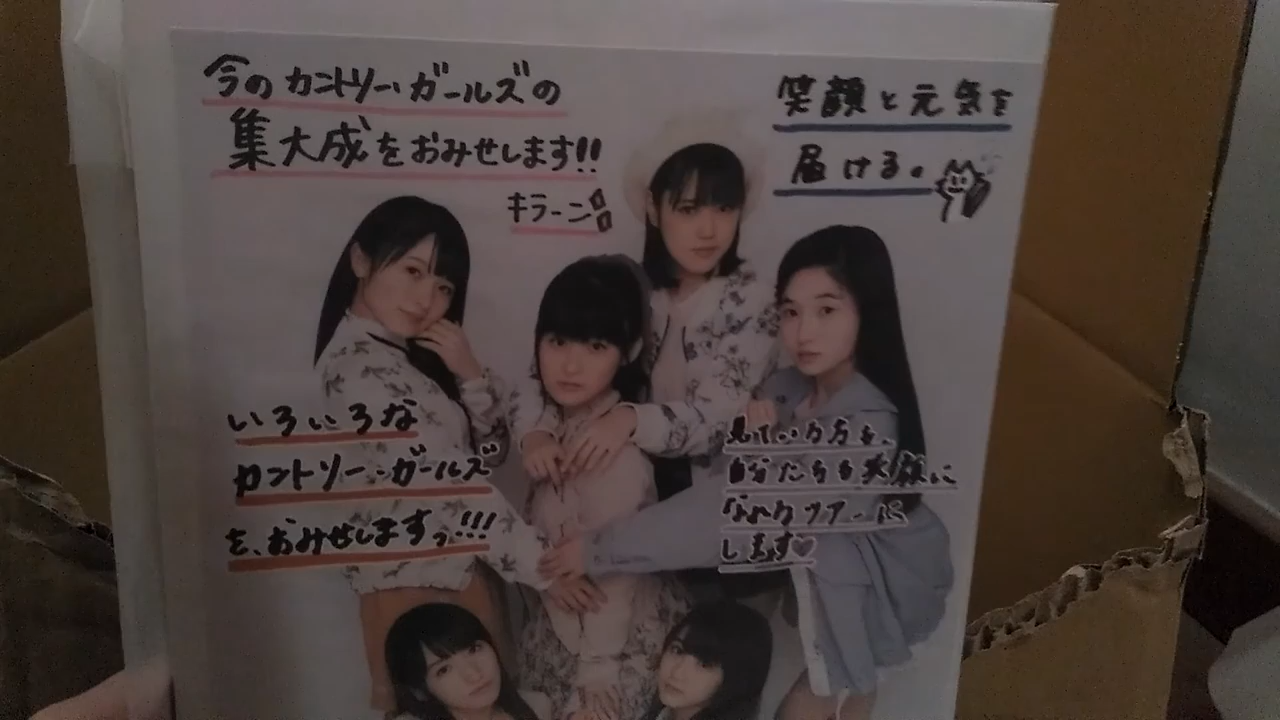 今のカントリー・ガールズの
集大成をおみせします!!
キラーン
笑顔と元気を
届ける。
いろいろな
カントリー・ガールズ
を、おみせしますっ!!!
見ている方も、
自分たちも笑顔に
なれるツアーに
します♡